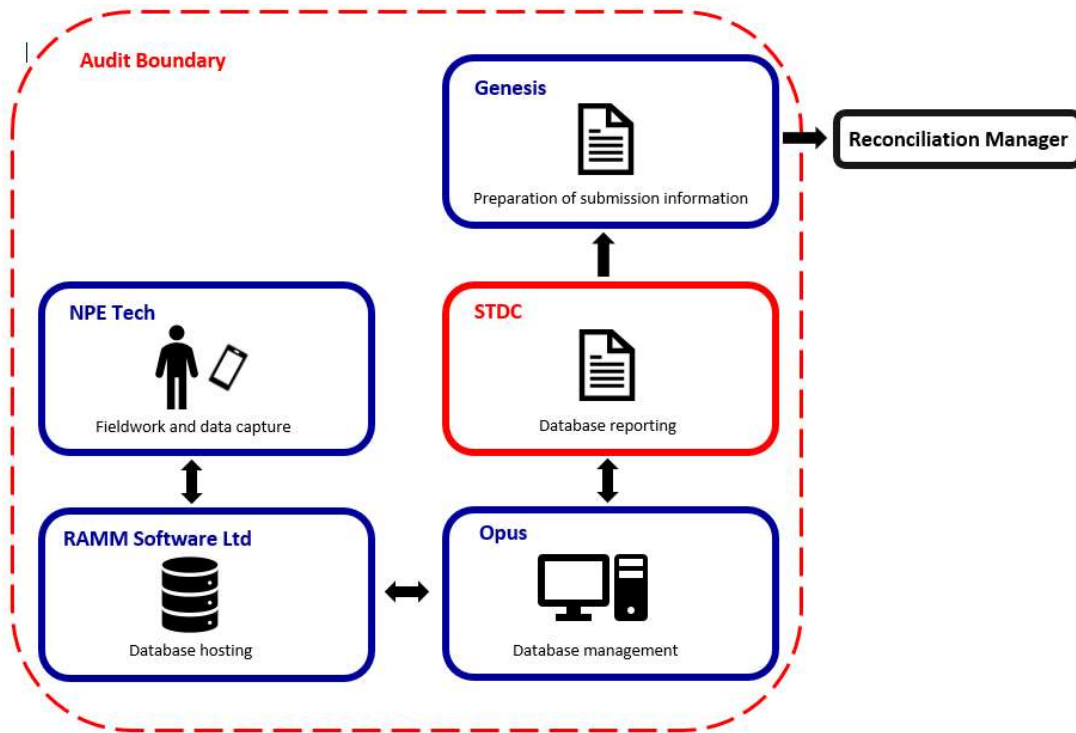 Audit Boundary
Genesis
Preparation of submission information
Reconciliation Manager
NPE Tech
Fieldwork and data capture
STDC
Database reporting
RAMM Software Ltd
Database hosting
Opus
Database management